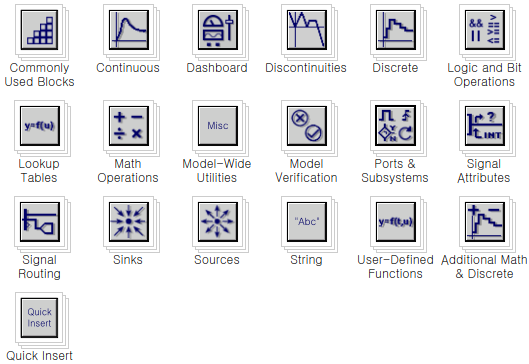 Commonly
Used Blocks
Continuous
Dashboard
Discontinuities
Discrete
&& >=
|| <=
Logic and Bit
Operations
y=f(u)
Lookup
Tables
+ −
÷ ×
Math
Operations
Misc
Model-Wide
Utilities
Model
Verification
Ports &
Subsystems
?
INT
Signal
Attributes
Signal
Routing
Sinks
Sources
"Abc"
String
y=f(t,u)
User-Defined
Functions
+ −
Additional Math
& Discrete
Quick
Insert
Quick Insert